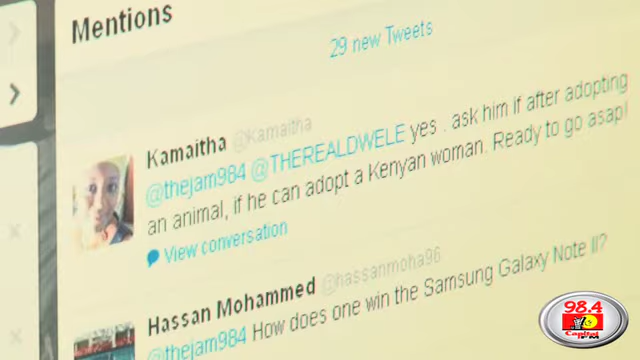 Mentions
29 new Tweets
Kamaitha @Kamaitha
@thejam984 @THEREALDWELE yes . ask him if after adopting
an animal, if he can adopt a Kenyan woman. Ready to go asap!
View conversation
Hassan Mohammed @hassanmoha96
@thejam984 How does one win the Samsung Galaxy Note II?
98.4
Capital